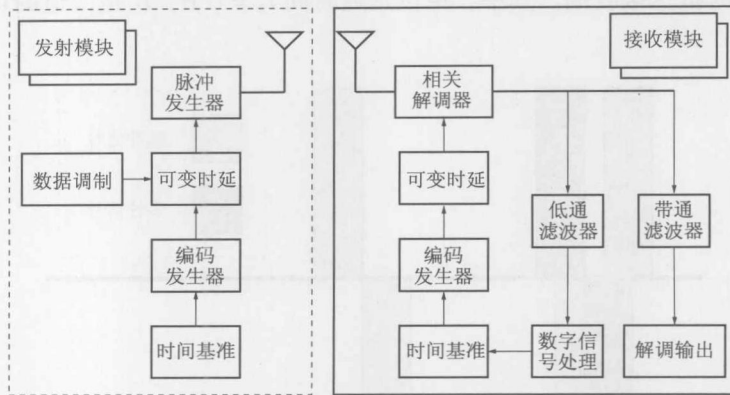 发射模块
脉冲
发生器
数据调制
可变时延
编码
发生器
时间基准
接收模块
相关
解调器
可变时延
编码
发生器
时间基准
低通
滤波器
带通
滤波器
数字信
号处理
解调输出